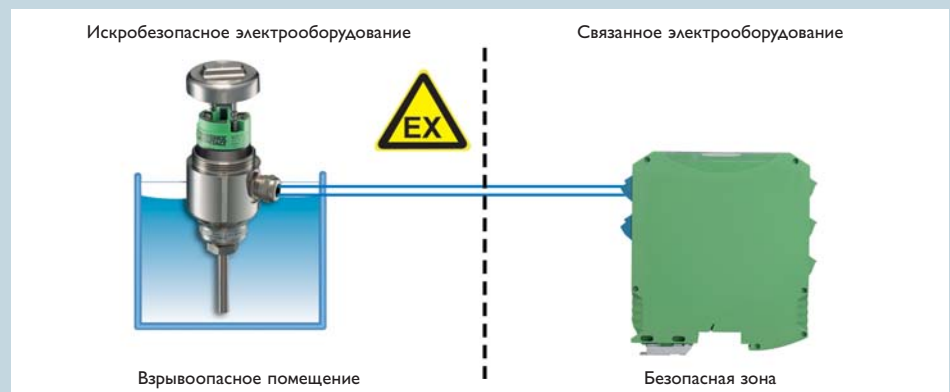 Искробезопасное электрооборудование
Связанное электрооборудование
EX
Взрывоопасное помещение
Безопасная зона